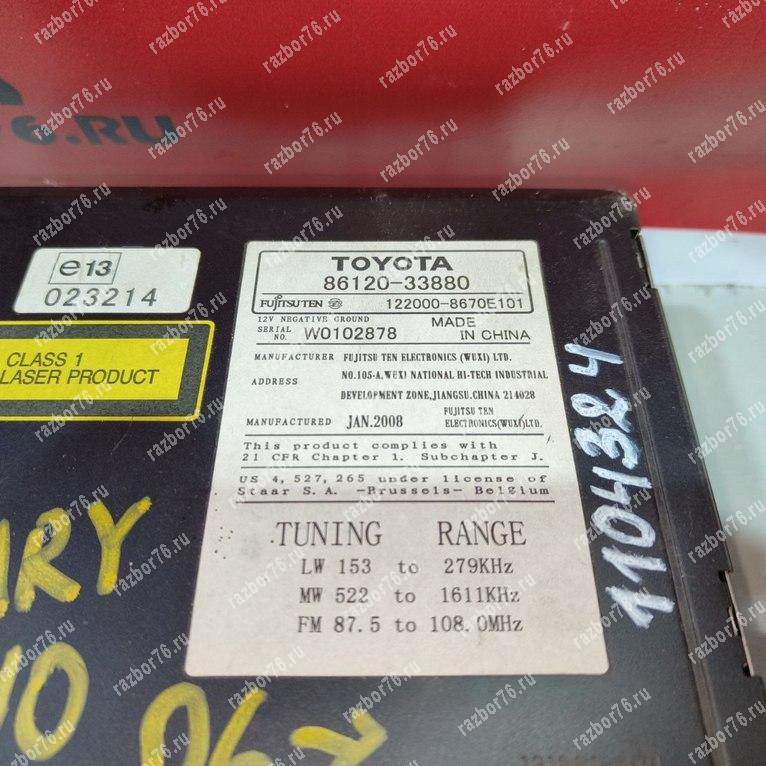 razbor76.ru
76.RU
e13
023214
CLASS 1
LASER PRODUCT
TOYOTA
86120-33880
FUJITSU TEN 122000-8670E101
12V NEGATIVE GROUND
SERIAL NO. W0102878 MADE IN CHINA
MANUFACTURER FUJITSU TEN ELECTRONICS (WUXI) LTD.
ADDRESS NO.105-A,WUXI NATIONAL HI-TECH INDUSTRIAL
DEVELOPMENT ZONE,JIANGSU.CHINA 214028
MANUFACTURED JAN.2008 FUJITSU TEN ELECTRONICS(WUXI)LTD.
This product complies with
21 CFR Chapter 1. Subchapter J.
US 4, 527, 265 under license of
Staar S.A. -Brussels- Belgium
TUNING RANGE
LW 153 to 279KHz
MW 522 to 1611KHz
FM 87.5 to 108.0MHz
1104324
06